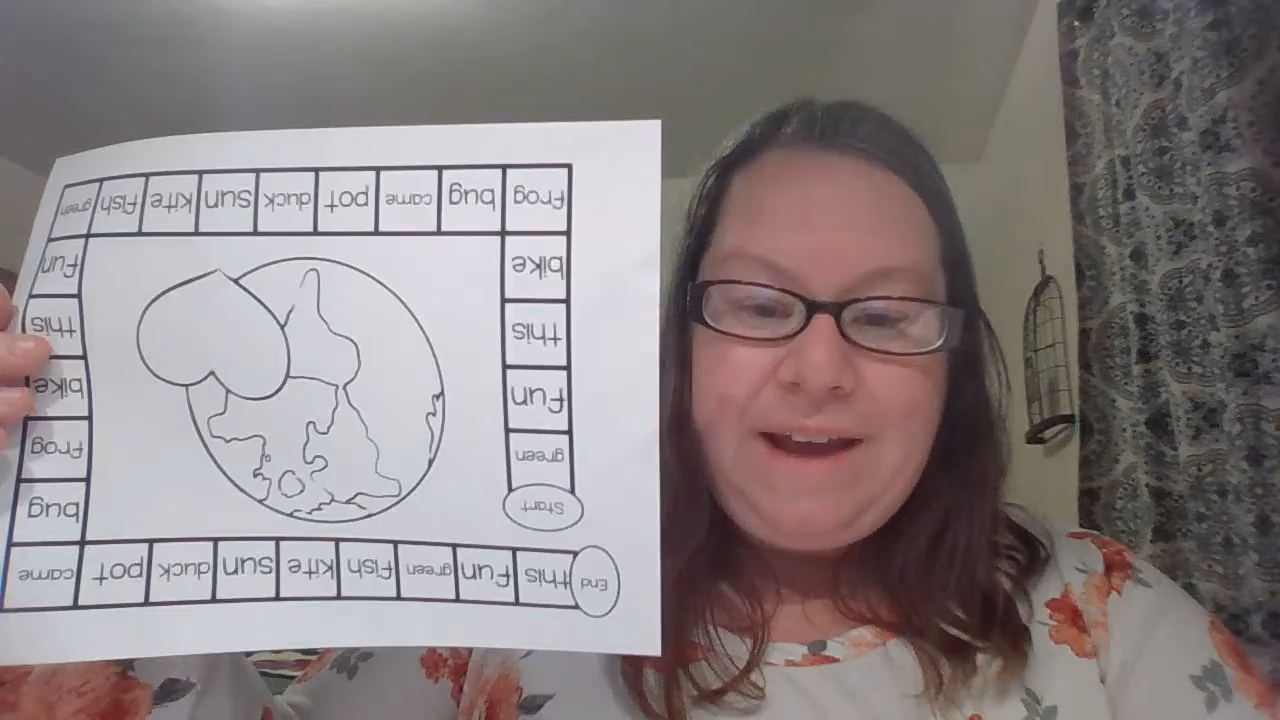 End this fun green fish kite sun duck pot came
Start bug
green frog
fun bike
this this
bike fun
frog bug came pot duck sun kite fish green